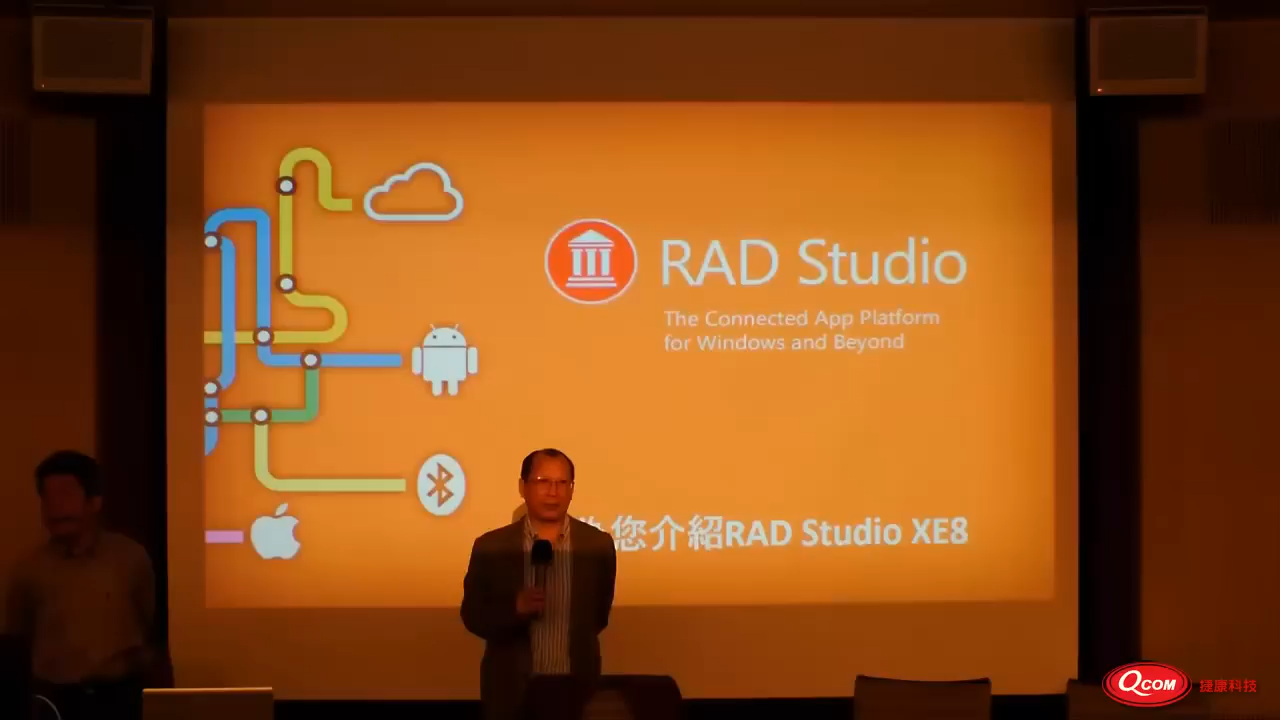 RAD Studio
The Connected App Platform
for Windows and Beyond
您介紹RAD Studio XE8
QCOM 捷康科技